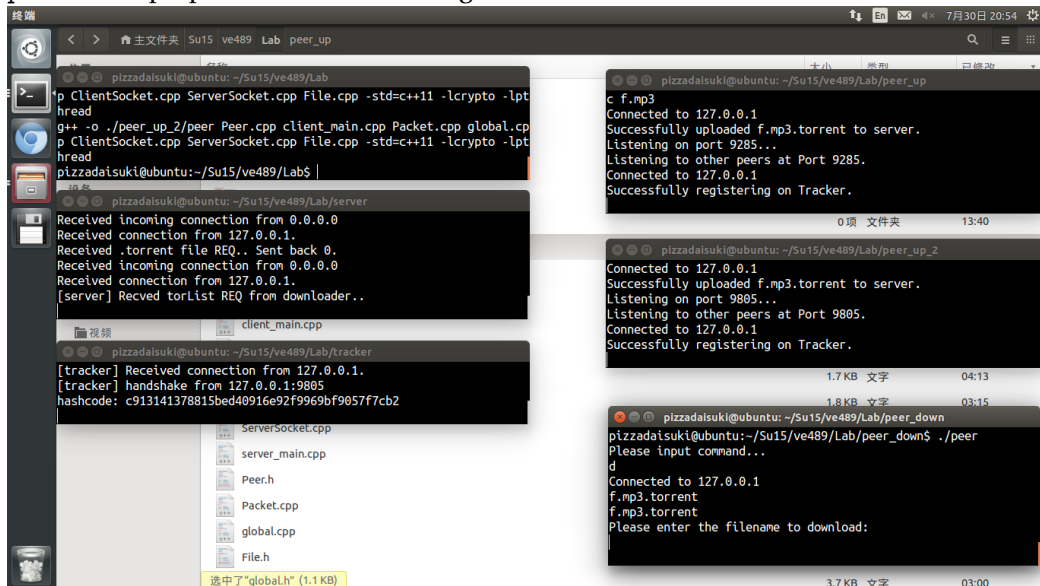 终端
En
7月30日 20:54
主文件夹 Su15 ve489 Lab peer_up
pizzadaisuki@ubuntu: ~/Su15/ve489/Lab
p ClientSocket.cpp ServerSocket.cpp File.cpp -std=c++11 -lcrypto -lpt
hread
g++ -o ./peer_up_2/peer Peer.cpp client_main.cpp Packet.cpp global.cp
p ClientSocket.cpp ServerSocket.cpp File.cpp -std=c++11 -lcrypto -lpt
hread
pizzadaisuki@ubuntu:~/Su15/ve489/Lab$
pizzadaisuki@ubuntu: ~/Su15/ve489/Lab/server
Received incoming connection from 0.0.0.0
Received connection from 127.0.0.1.
Received .torrent file REQ.. Sent back 0.
Received incoming connection from 0.0.0.0
Received connection from 127.0.0.1.
[server] Recved torList REQ from downloader..
视频
client_main.cpp
pizzadaisuki@ubuntu: ~/Su15/ve489/Lab/tracker
[tracker] Received connection from 127.0.0.1.
[tracker] handshake from 127.0.0.1:9805
hashcode: c913141378815bed40916e92f9969bf9057f7cb2
ServerSocket.cpp
server_main.cpp
Peer.h
Packet.cpp
global.cpp
File.h
选中了"global.h" (1.1 KB)
大小 类型 已修改
pizzadaisuki@ubuntu: ~/Su15/ve489/Lab/peer_up
c f.mp3
Connected to 127.0.0.1
Successfully uploaded f.mp3.torrent to server.
Listening on port 9285...
Listening to other peers at Port 9285.
Connected to 127.0.0.1
Successfully registering on Tracker.
0 项 文件夹 13:40
pizzadaisuki@ubuntu: ~/Su15/ve489/Lab/peer_up_2
Connected to 127.0.0.1
Successfully uploaded f.mp3.torrent to server.
Listening on port 9805...
Listening to other peers at Port 9805.
Connected to 127.0.0.1
Successfully registering on Tracker.
1.7 KB 文字 04:13
1.8 KB 文字 03:15
pizzadaisuki@ubuntu: ~/Su15/ve489/Lab/peer_down
pizzadaisuki@ubuntu:~/Su15/ve489/Lab/peer_down$ ./peer
Please input command...
d
Connected to 127.0.0.1
f.mp3.torrent
f.mp3.torrent
Please enter the filename to download:
3.7 KB 文字 03:00